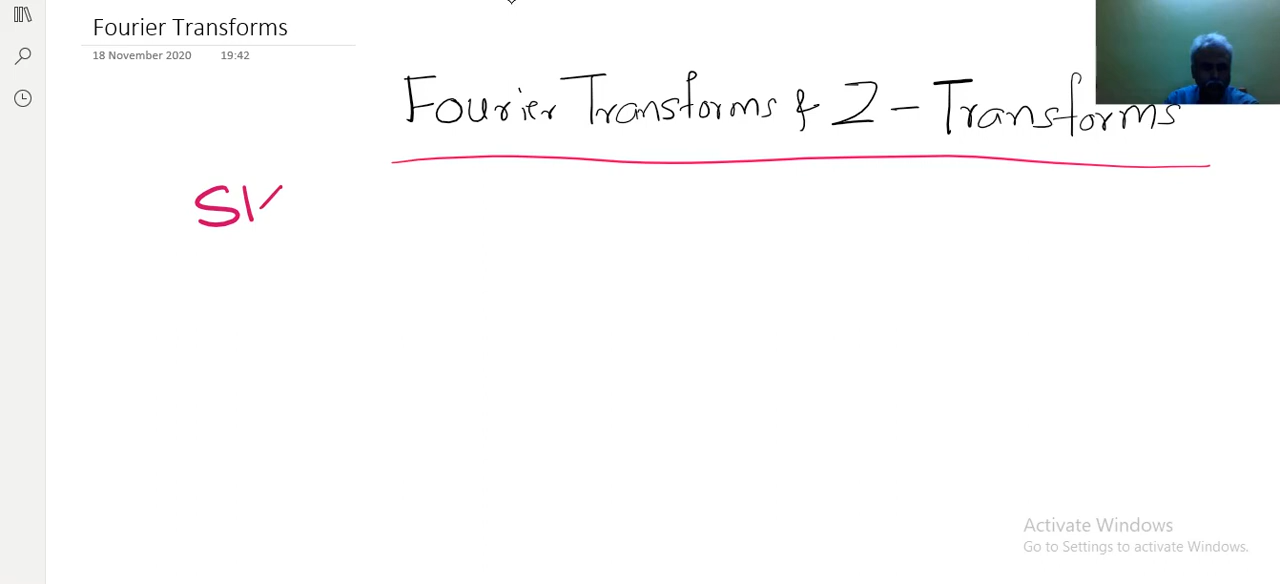 Fourier Transforms
18 November 2020 19:42
Fourier Transforms & Z - Transforms
Activate Windows
Go to Settings to activate Windows.